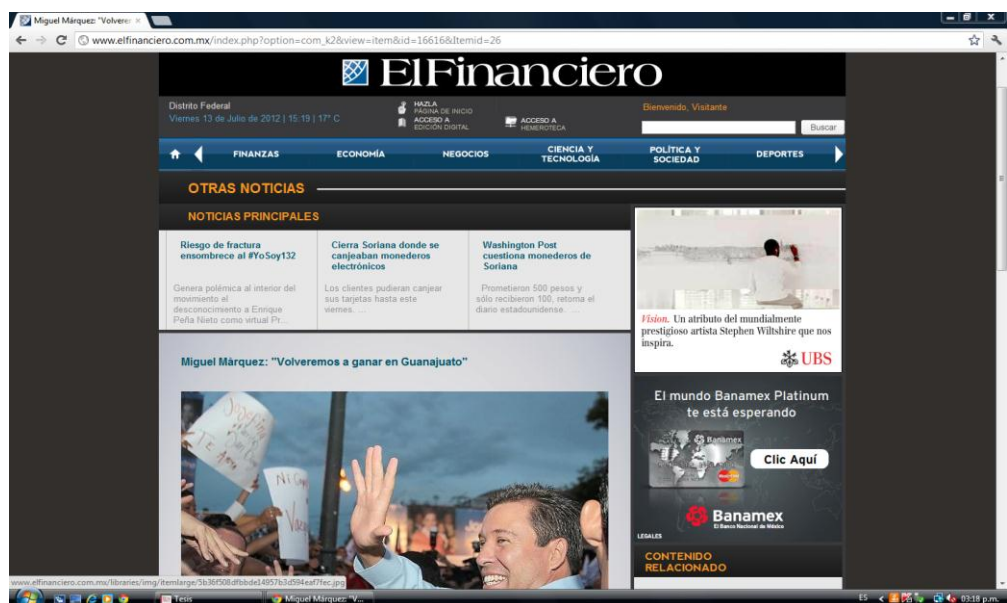 Miguel Márquez: "Volverer
www.elfinanciero.com.mx/index.php?option=com_k2&view=item&id=16616&Itemid=26
El Financiero
Distrito Federal
Viernes 13 de Julio de 2012 | 15:19 | 17° C
HAZLA
PÁGINA DE INICIO
ACCESO A
EDICIÓN DIGITAL
ACCESO A
HEMEROTECA
Bienvenido, Visitante
Buscar
FINANZAS
ECONOMÍA
NEGOCIOS
CIENCIA Y
TECNOLOGÍA
POLÍTICA Y
SOCIEDAD
DEPORTES
OTRAS NOTICIAS
NOTICIAS PRINCIPALES
Riesgo de fractura
ensombrece al #YoSoy132
Genera polémica al interior del
movimiento el
desconocimiento a Enrique
Peña Nieto como virtual Pr...
Cierra Soriana donde se
canjeaban monederos
electrónicos
Los clientes pudieran canjear
sus tarjetas hasta este
viernes. ...
Washington Post
cuestiona monederos de
Soriana
Prometieron 500 pesos y
sólo recibieron 100, retoma el
diario estadounidense. ...
Vision. Un atributo del mundialmente
prestigioso artista Stephen Wiltshire que nos
inspira.
UBS
Miguel Márquez: "Volveremos a ganar en Guanajuato"
Josefina
TE
NI
El mundo Banamex Platinum
te está esperando
Banamex
Clic Aquí
Banamex
El Banco Nacional de México
LEGALES
CONTENIDO
RELACIONADO
www.elfinanciero.com.mx/libraries/img/itemlarge/5b36f508dfbbde14957b3d594eaf7fec.jpg
Tesis
Miguel Márquez: "V...
ES
03:18 p.m.